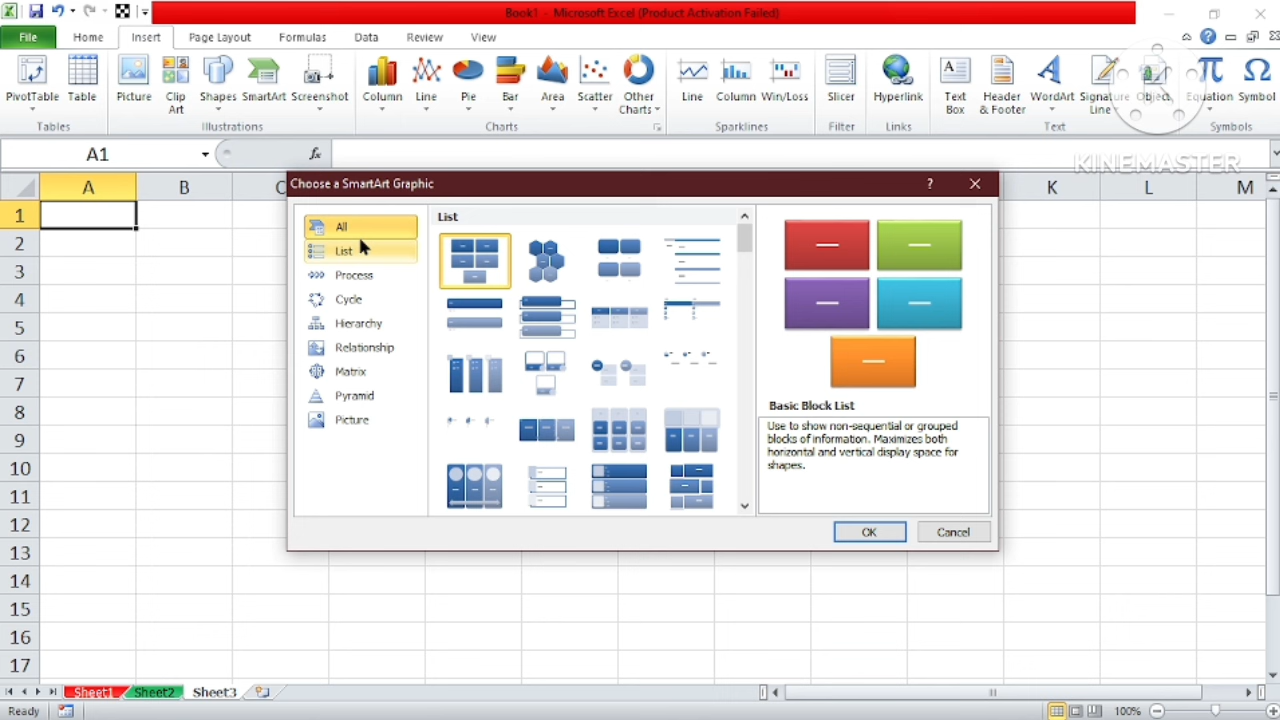 Book1 - Microsoft Excel (Product Activation Failed)
File Home Insert Page Layout Formulas Data Review View
PivotTable Table Picture Clip Art Shapes SmartArt Screenshot Column Line Pie Bar Area Scatter Other Charts Line Column Win/Loss Slicer Hyperlink Text Box Header & Footer WordArt Signature Line Object Equation Symbol
Tables Illustrations Charts Sparklines Filter Links Text Symbols
KINEMASTER
A1 fx
A B C K L M
Choose a SmartArt Graphic ?
All
List
Process
Cycle
Hierarchy
Relationship
Matrix
Pyramid
Picture
List
Basic Block List
Use to show non-sequential or grouped
blocks of information. Maximizes both
horizontal and vertical display space for
shapes.
OK Cancel
1
2
3
4
5
6
7
8
9
10
11
12
13
14
15
16
17
Sheet1 Sheet2 Sheet3
Ready 100%